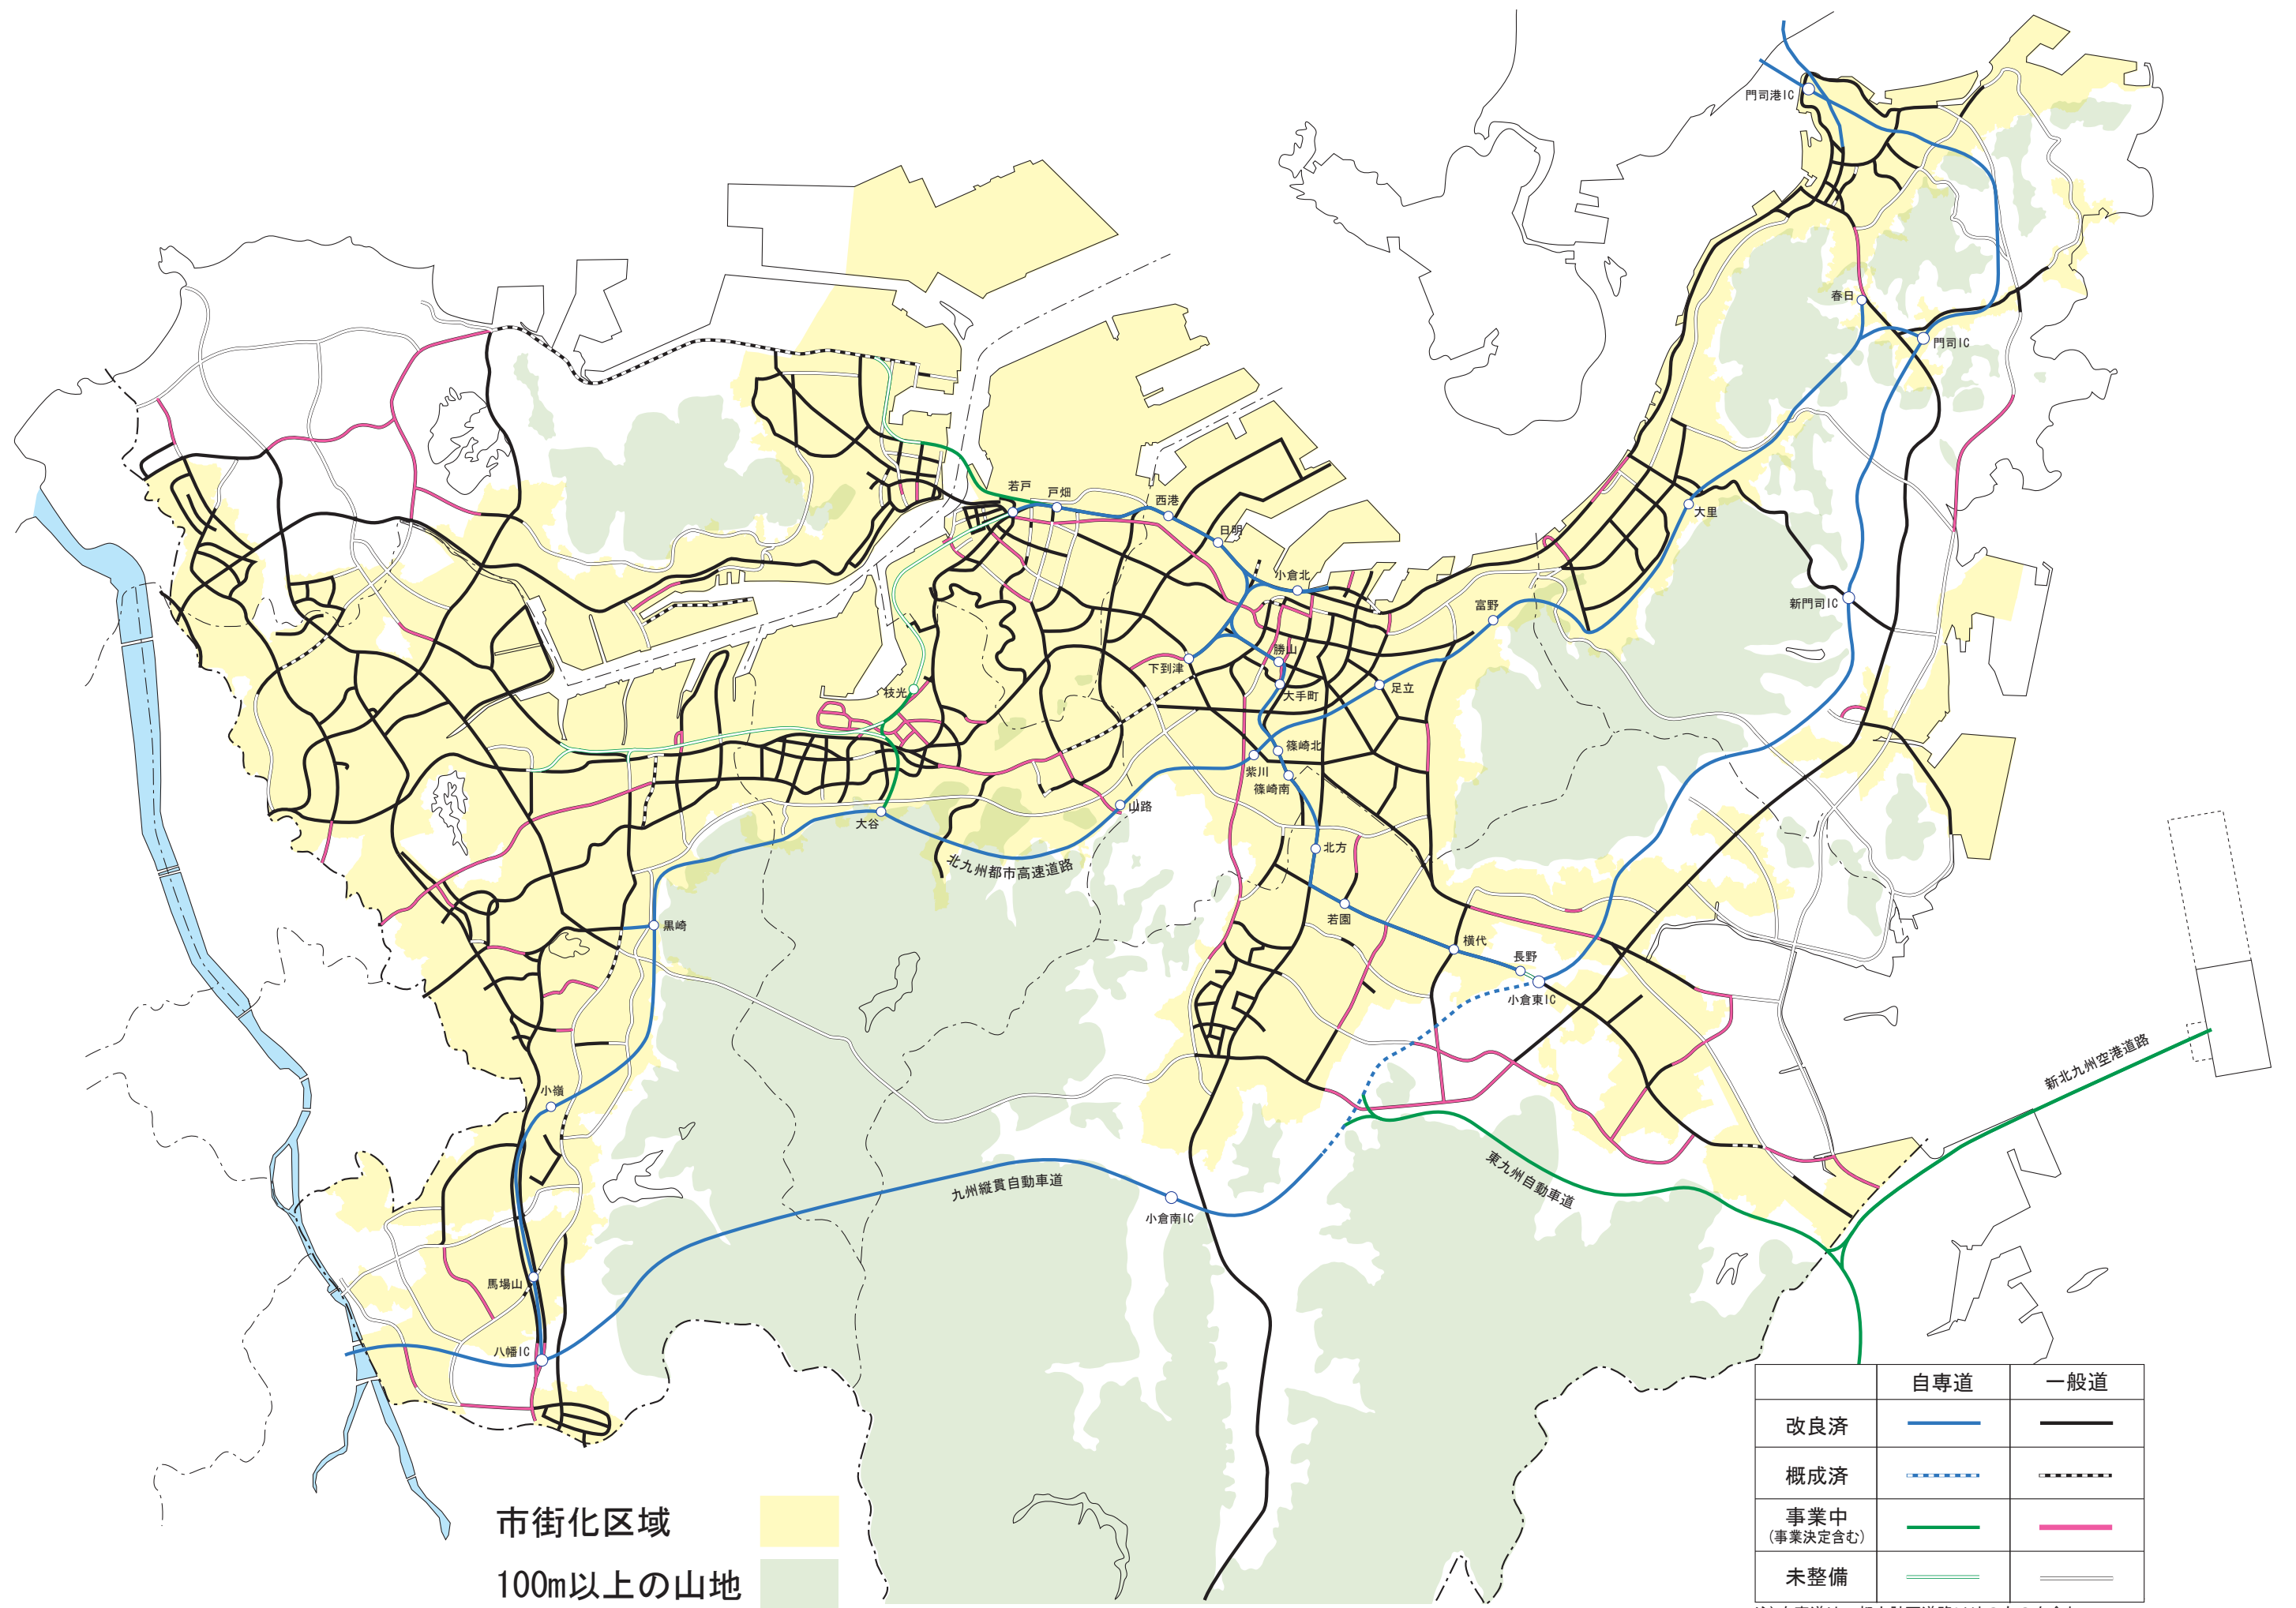 門司港IC
春日
門司IC
若戸
戸畑
西港
日明
大里
小倉北
富野
新門司IC
勝山
下到津
大手町
足立
枝光
篠崎北
紫川
篠崎南
山路
大谷
北九州都市高速道路
北方
黒崎
若園
横代
長野
小倉東IC
新北九州空港道路
小嶺
東九州自動車道
九州縦貫自動車道
小倉南IC
馬場山
八幡IC
自専道 一般道
改良済
概成済
事業中
(事業決定含む)
未整備
市街化区域
100m以上の山地